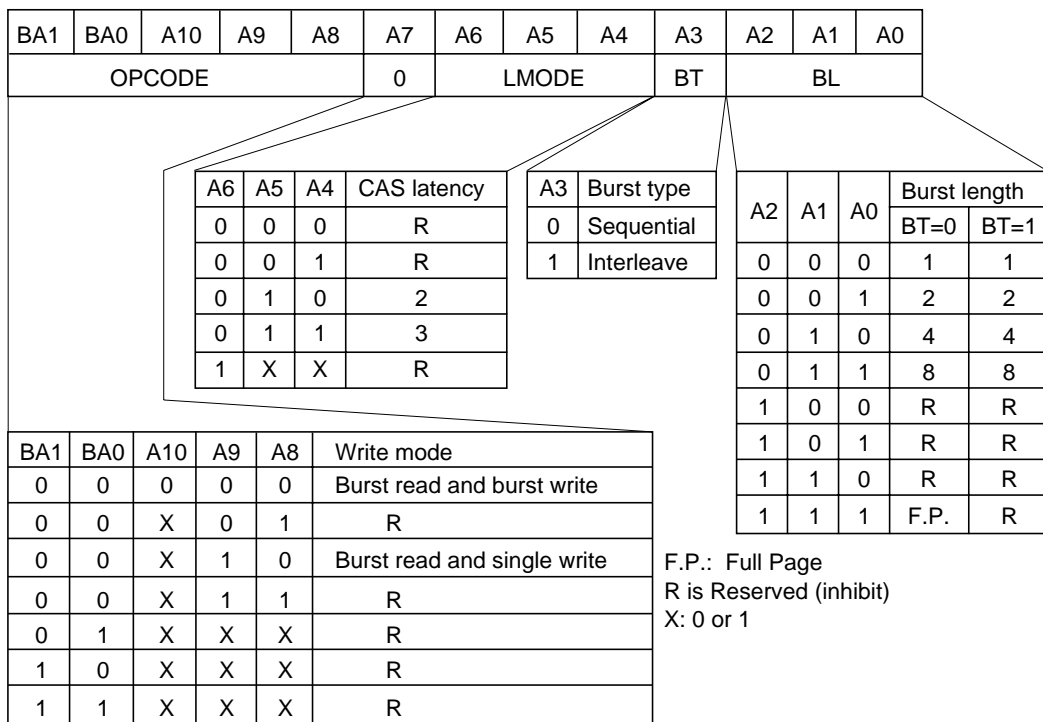 BA1 BA0 A10 A9 A8 A7 A6 A5 A4 A3 A2 A1 A0
OPCODE 0 LMODE BT BL
A6 A5 A4 CAS latency
0 0 0 R
0 0 1 R
0 1 0 2
0 1 1 3
1 X X R
A3 Burst type
0 Sequential
1 Interleave
A2 A1 A0 Burst length
BT=0 BT=1
0 0 0 1 1
0 0 1 2 2
0 1 0 4 4
0 1 1 8 8
1 0 0 R R
1 0 1 R R
1 1 0 R R
1 1 1 F.P. R
BA1 BA0 A10 A9 A8 Write mode
0 0 0 0 0 Burst read and burst write
0 0 X 0 1 R
0 0 X 1 0 Burst read and single write
0 0 X 1 1 R
0 1 X X X R
1 0 X X X R
1 1 X X X R
F.P.: Full Page
R is Reserved (inhibit)
X: 0 or 1